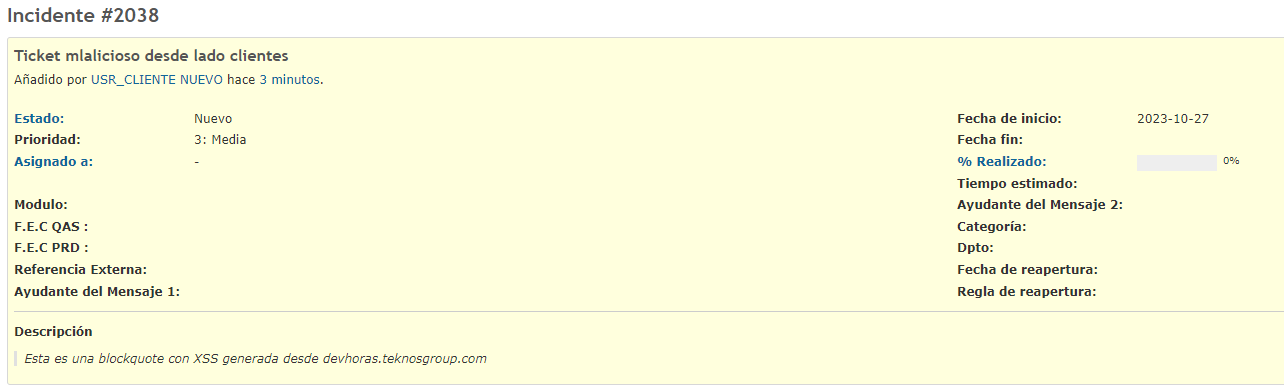 Incidente #2038
Ticket mlalicioso desde lado clientes
Añadido por USR_CLIENTE NUEVO hace 3 minutos.
Estado: Nuevo Fecha de inicio: 2023-10-27
Prioridad: 3: Media Fecha fin:
Asignado a: - % Realizado: 0%
Tiempo estimado:
Modulo: Ayudante del Mensaje 2:
F.E.C QAS : Categoría:
F.E.C PRD : Dpto:
Referencia Externa: Fecha de reapertura:
Ayudante del Mensaje 1: Regla de reapertura:
Descripción
Esta es una blockquote con XSS generada desde devhoras.teknosgroup.com